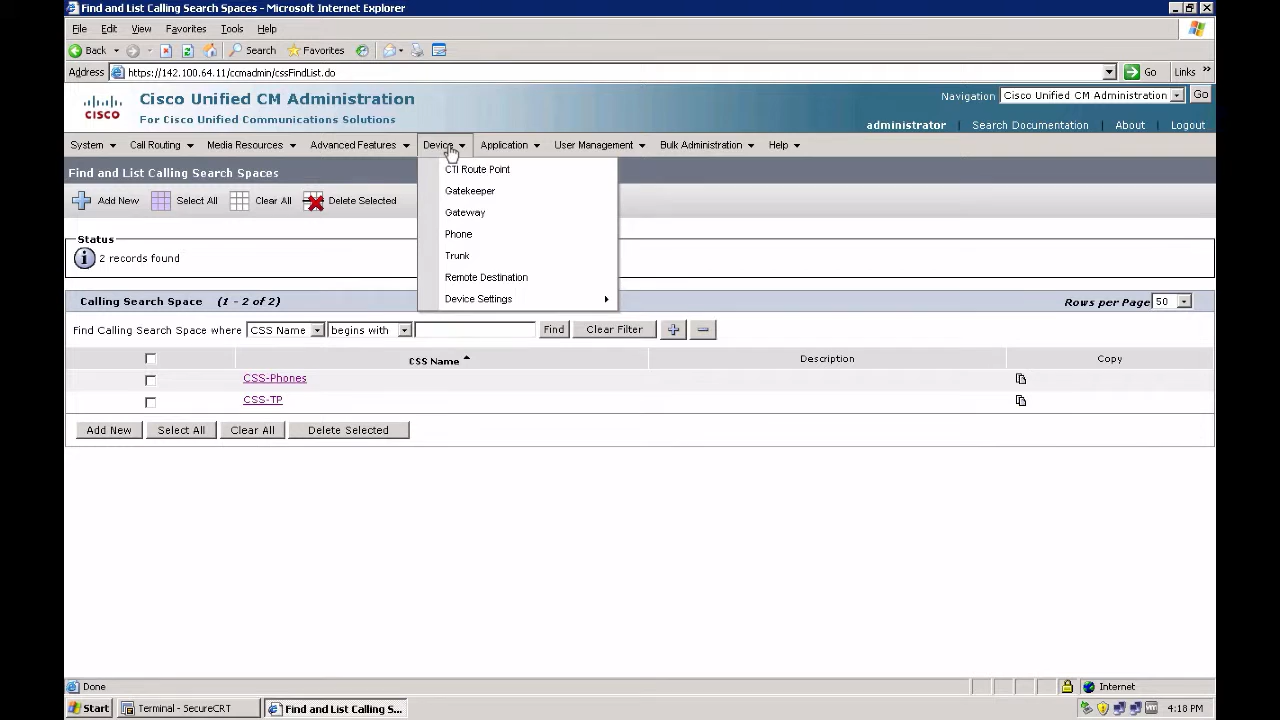 Find and List Calling Search Spaces - Microsoft Internet Explorer
File Edit View Favorites Tools Help
Back Search Favorites
Address https://142.100.64.11/ccmadmin/cssFindList.do Go Links »
CISCO
Cisco Unified CM Administration
For Cisco Unified Communications Solutions
Navigation Cisco Unified CM Administration Go
administrator | Search Documentation | About | Logout
System Call Routing Media Resources Advanced Features Device Application User Management Bulk Administration Help
Find and List Calling Search Spaces
Add New Select All Clear All Delete Selected
CTI Route Point
Gatekeeper
Gateway
Phone
Trunk
Remote Destination
Device Settings
Status
2 records found
Calling Search Space (1 - 2 of 2) Rows per Page 50
Find Calling Search Space where CSS Name begins with Find Clear Filter
CSS Name Description Copy
CSS-Phones
CSS-TP
Add New Select All Clear All Delete Selected
Done Internet
Start Terminal - SecureCRT Find and List Calling S... 4:18 PM